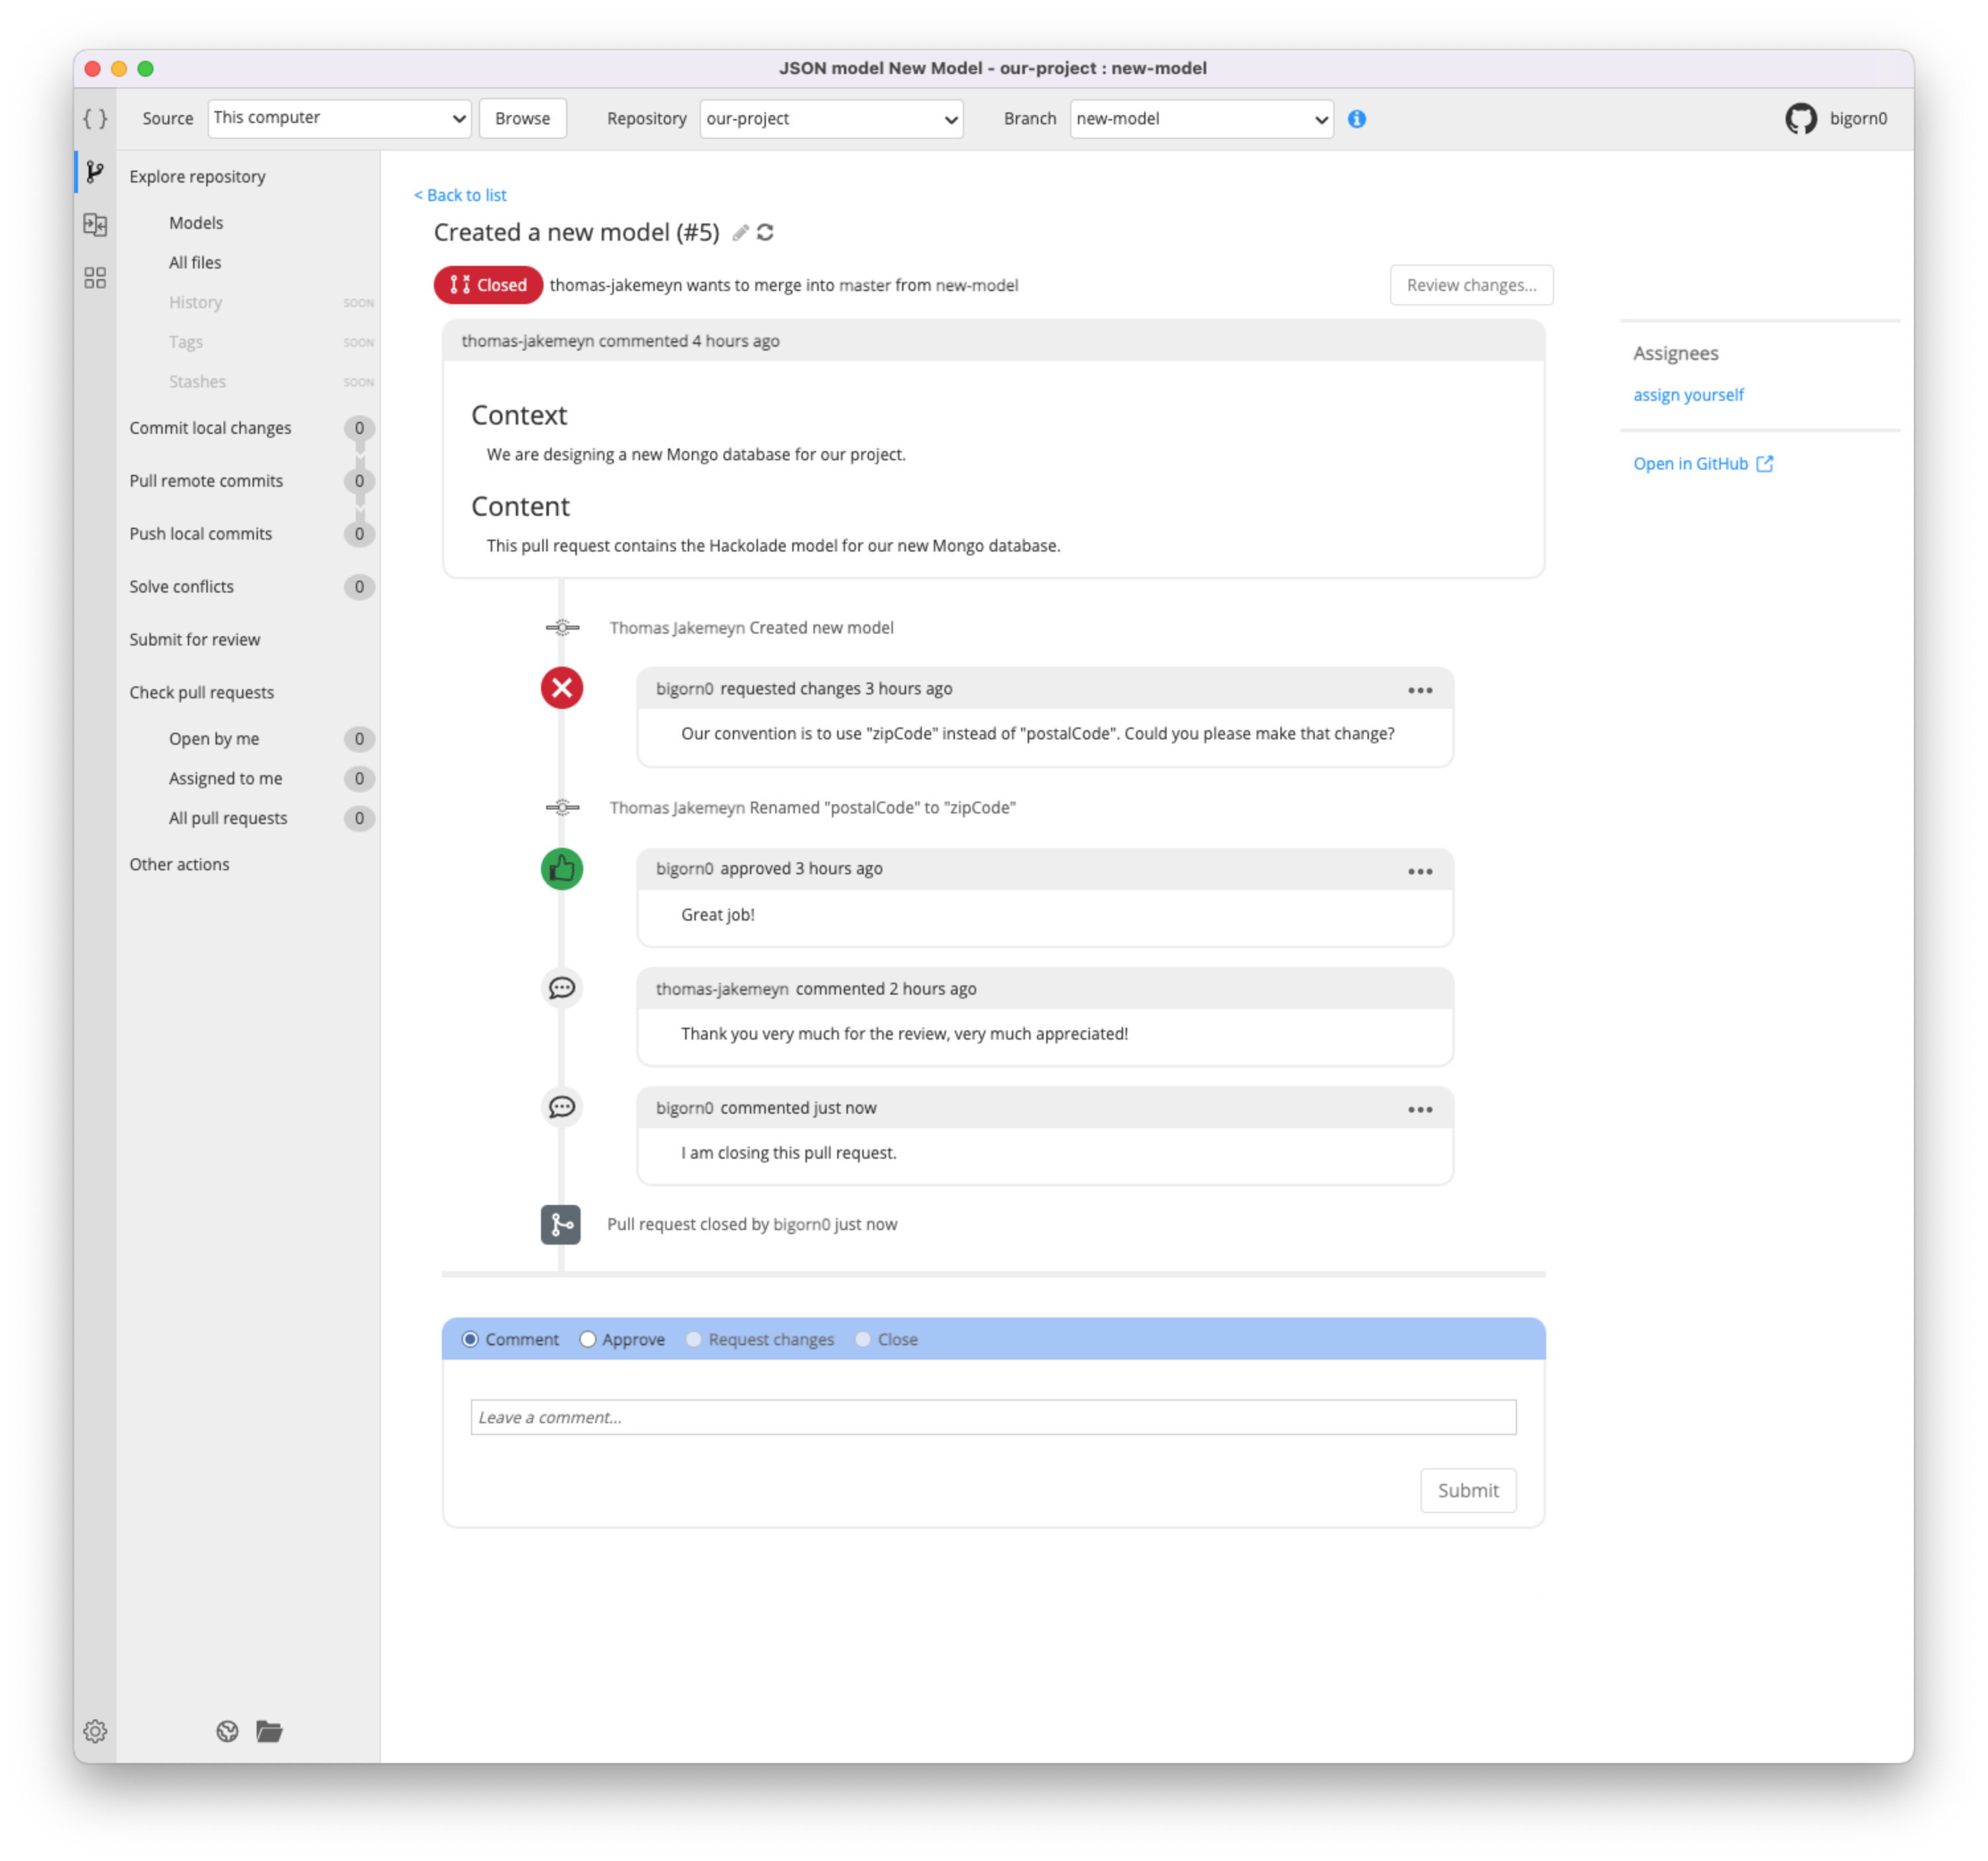 JSON model New Model - our-project : new-model
{ } Source This computer Browse Repository our-project Branch new-model bigorn0
Explore repository
Models
All files
History SOON
Tags SOON
Stashes SOON
Commit local changes 0
Pull remote commits 0
Push local commits 0
Solve conflicts 0
Submit for review
Check pull requests
Open by me 0
Assigned to me 0
All pull requests 0
Other actions
< Back to list
Created a new model (#5)
Closed thomas-jakemeyn wants to merge into master from new-model Review changes...
thomas-jakemeyn commented 4 hours ago
Context
We are designing a new Mongo database for our project.
Content
This pull request contains the Hackolade model for our new Mongo database.
Thomas Jakemeyn Created new model
bigorn0 requested changes 3 hours ago
Our convention is to use "zipCode" instead of "postalCode". Could you please make that change?
Thomas Jakemeyn Renamed "postalCode" to "zipCode"
bigorn0 approved 3 hours ago
Great job!
thomas-jakemeyn commented 2 hours ago
Thank you very much for the review, very much appreciated!
bigorn0 commented just now
I am closing this pull request.
Pull request closed by bigorn0 just now
Comment Approve Request changes Close
Leave a comment...
Submit
Assignees
assign yourself
Open in GitHub